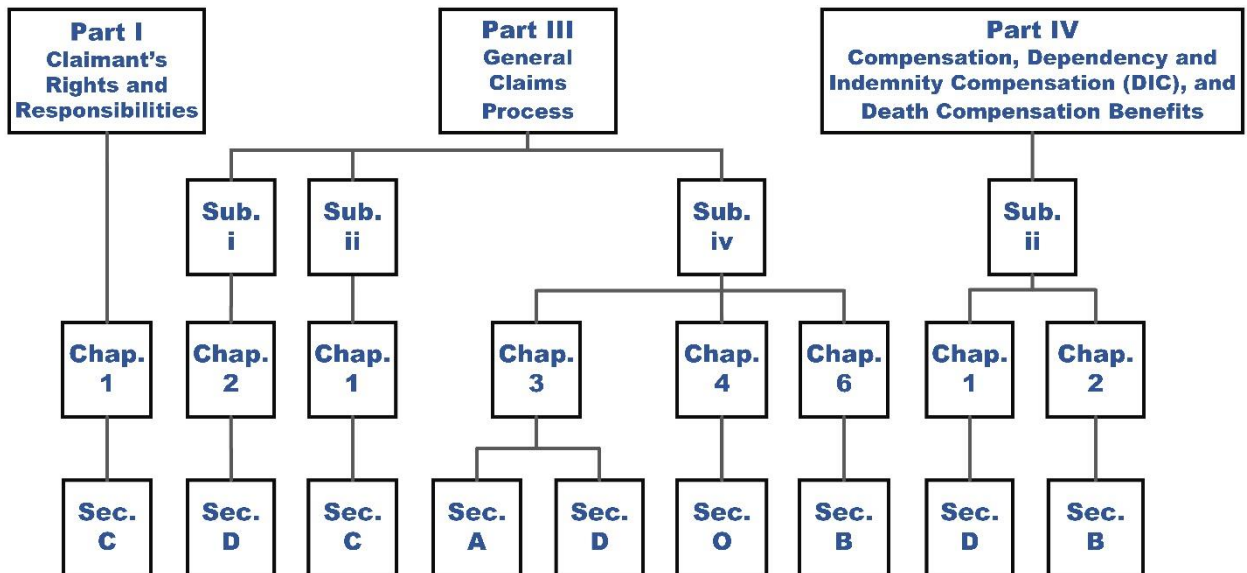 Part I
Claimant's
Rights and
Responsibilities
Part III
General
Claims
Process
Part IV
Compensation, Dependency and
Indemnity Compensation (DIC), and
Death Compensation Benefits
Sub.
i
Sub.
ii
Sub.
iv
Sub.
ii
Chap.
1
Chap.
2
Chap.
1
Chap.
3
Chap.
4
Chap.
6
Chap.
1
Chap.
2
Sec.
C
Sec.
D
Sec.
C
Sec.
A
Sec.
D
Sec.
O
Sec.
B
Sec.
D
Sec.
B